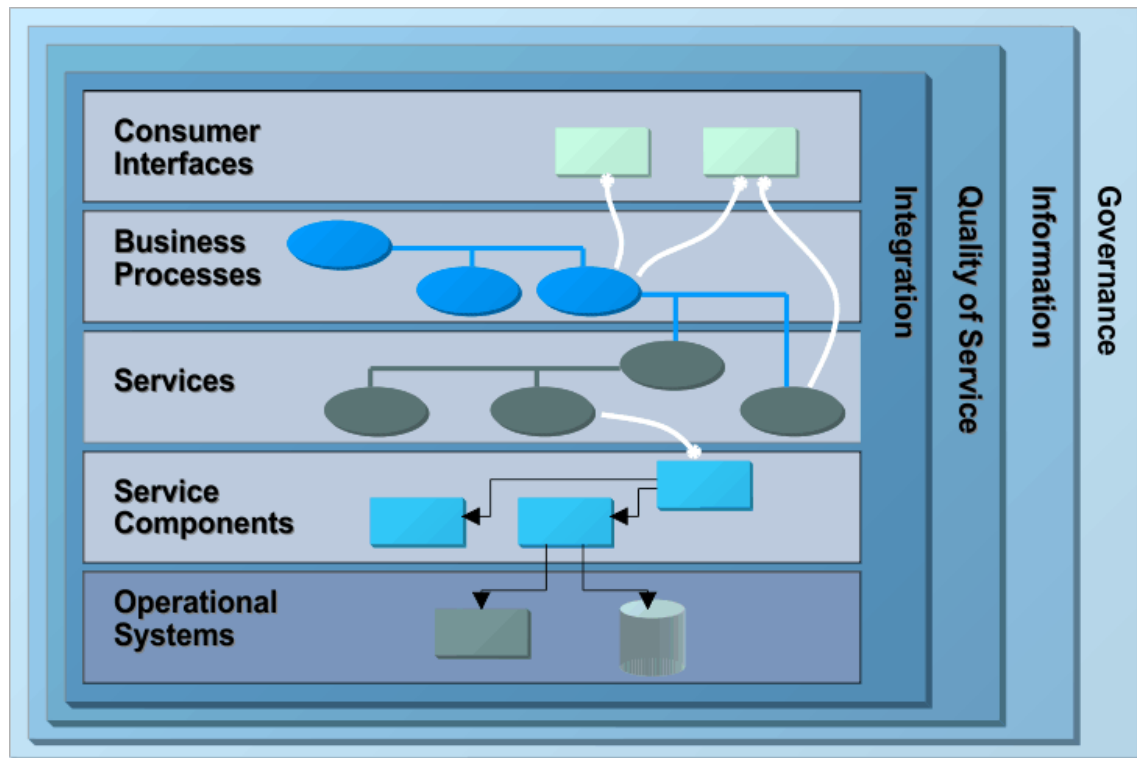 Consumer
Interfaces
Business
Processes
Services
Service
Components
Operational
Systems
Integration
Quality of Service
Information
Governance